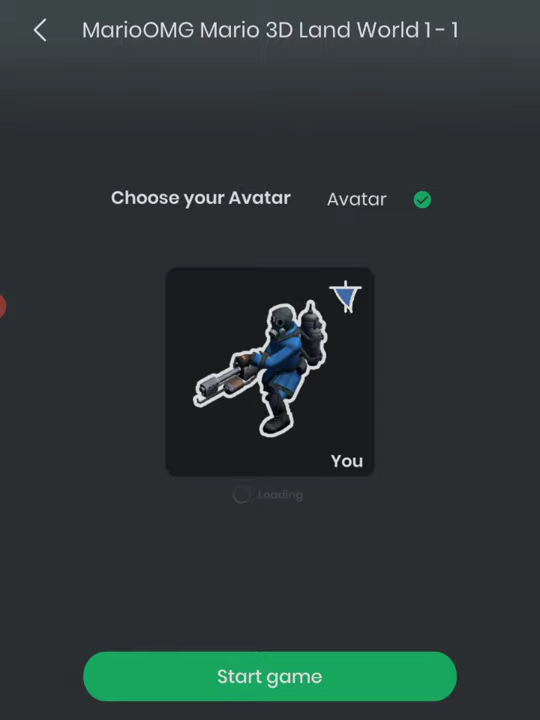 MarioOMG Mario 3D Land World 1 - 1
Choose your Avatar
Avatar
You
Loading
Start game